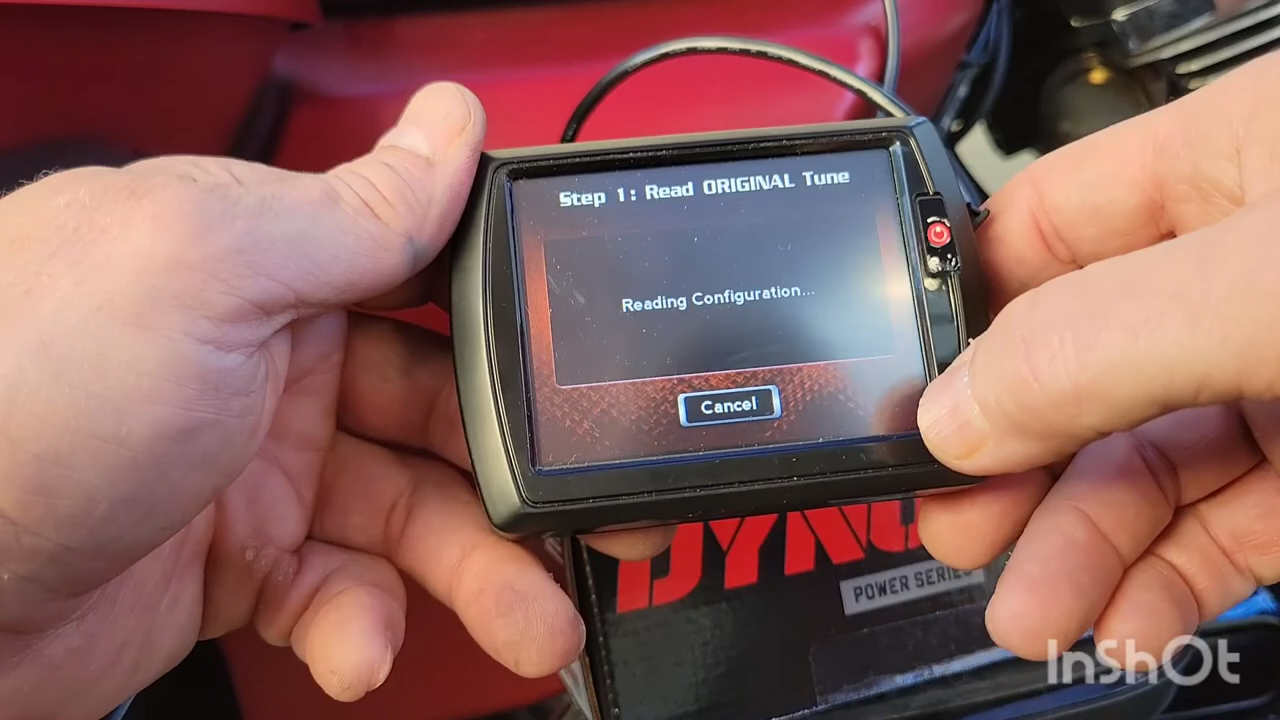 Step 1: Read ORIGINAL Tune
Reading Configuration...
Cancel
POWER SERIES
InShOt